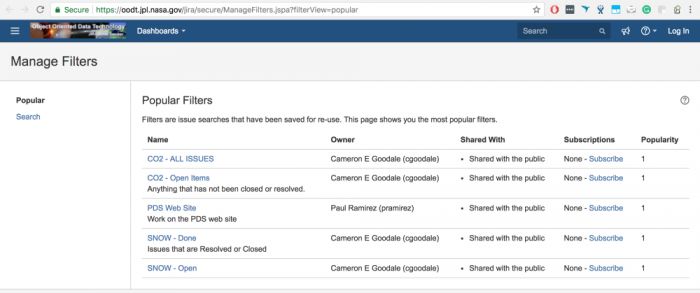 Secure https://oodt.jpl.nasa.gov/jira/secure/ManageFilters.jspa?filterView=popular
Object Oriented Data Technology Dashboards Search Log In
Manage Filters
Popular
Search
Popular Filters
Filters are issue searches that have been saved for re-use. This page shows you the most popular filters.
Name Owner Shared With Subscriptions Popularity
CO2 - ALL ISSUES Cameron E Goodale (cgoodale) • Shared with the public None - Subscribe 1
CO2 - Open Items Cameron E Goodale (cgoodale) • Shared with the public None - Subscribe 1
Anything that has not been closed or resolved.
PDS Web Site Paul Ramirez (pramirez) • Shared with the public None - Subscribe 1
Work on the PDS web site
SNOW - Done Cameron E Goodale (cgoodale) • Shared with the public None - Subscribe 1
Issues that are Resolved or Closed
SNOW - Open Cameron E Goodale (cgoodale) • Shared with the public None - Subscribe 1